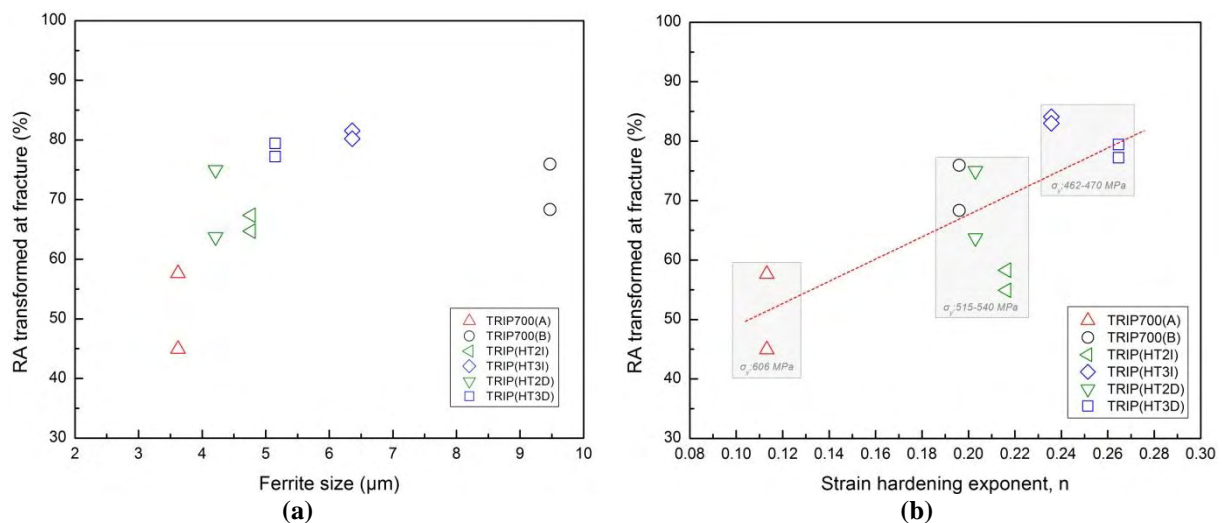 100
90
80
70
60
50
40
30
RA transformed at fracture (%)
2 3 4 5 6 7 8 9 10
Ferrite size (µm)
TRIP700(A)
TRIP700(B)
TRIP(HT2I)
TRIP(HT3I)
TRIP(HT2D)
TRIP(HT3D)
(a)
100
90
80
70
60
50
40
30
RA transformed at fracture (%)
σy:462-470 MPa
σy:515-540 MPa
σy:606 MPa
TRIP700(A)
TRIP700(B)
TRIP(HT2I)
TRIP(HT3I)
TRIP(HT2D)
TRIP(HT3D)
0.08 0.10 0.12 0.14 0.16 0.18 0.20 0.22 0.24 0.26 0.28 0.30
Strain hardening exponent, n
(b)